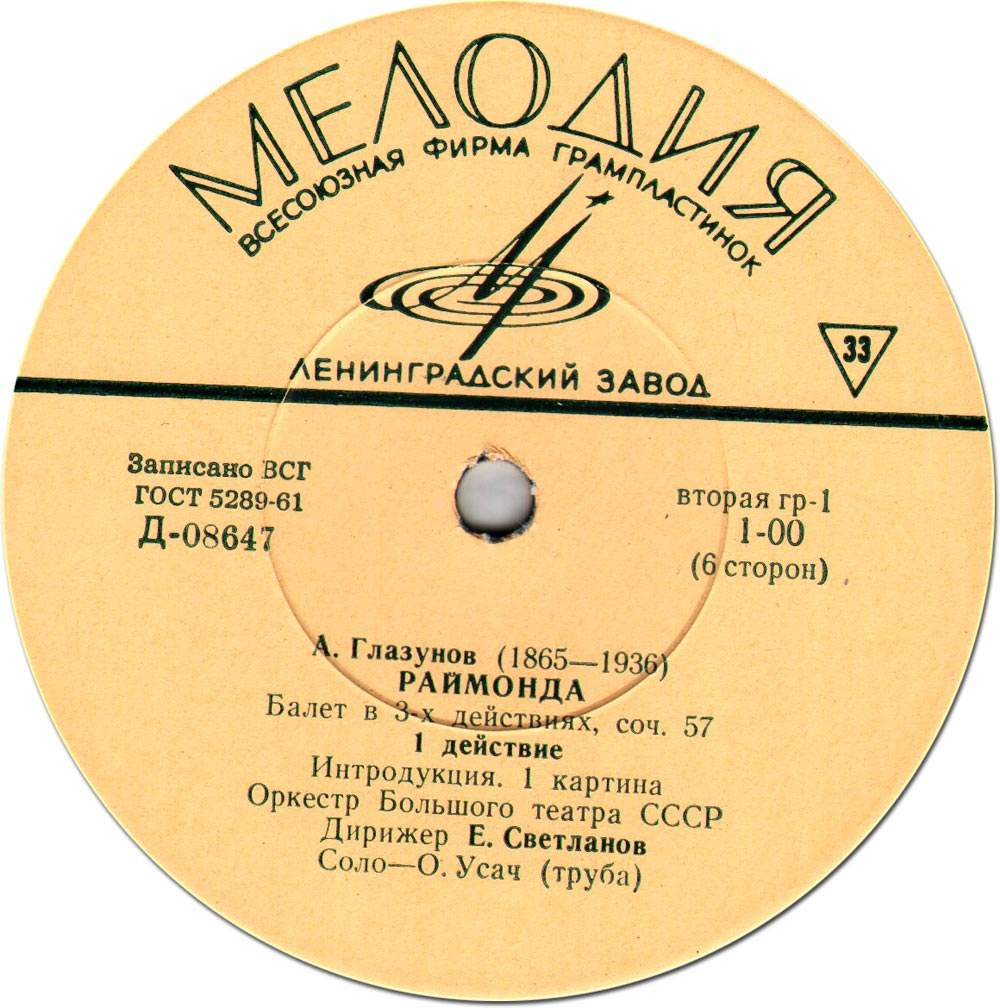 МЕЛОДИЯ
ВСЕСОЮЗНАЯ ФИРМА ГРАМПЛАСТИНОК
ЛЕНИНГРАДСКИЙ ЗАВОД
33
Записано ВСГ
ГОСТ 5289-61
Д-08647
вторая гр-1
1-00
(6 сторон)
А. Глазунов (1865—1936)
РАЙМОНДА
Балет в 3-х действиях, соч. 57
1 действие
Интродукция. 1 картина
Оркестр Большого театра СССР
Дирижер Е. Светланов
Соло—О. Усач (труба)